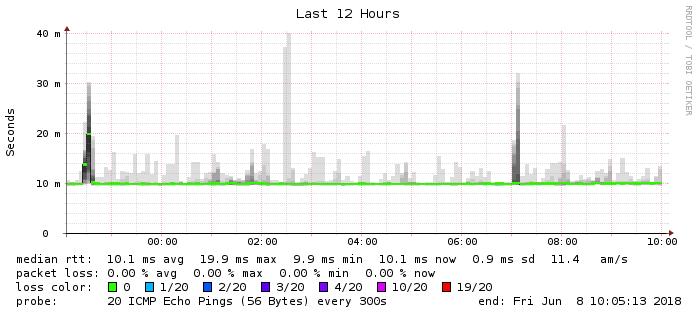 Last 12 Hours
RRDTOOL / TOBI OETIKER
Seconds
40 m
30 m
20 m
10 m
0
00:00 02:00 04:00 06:00 08:00 10:00
median rtt: 10.1 ms avg 19.9 ms max 9.9 ms min 10.1 ms now 0.9 ms sd 11.4 am/s
packet loss: 0.00 % avg 0.00 % max 0.00 % min 0.00 % now
loss color: 0 1/20 2/20 3/20 4/20 10/20 19/20
probe: 20 ICMP Echo Pings (56 Bytes) every 300s end: Fri Jun 8 10:05:13 2018